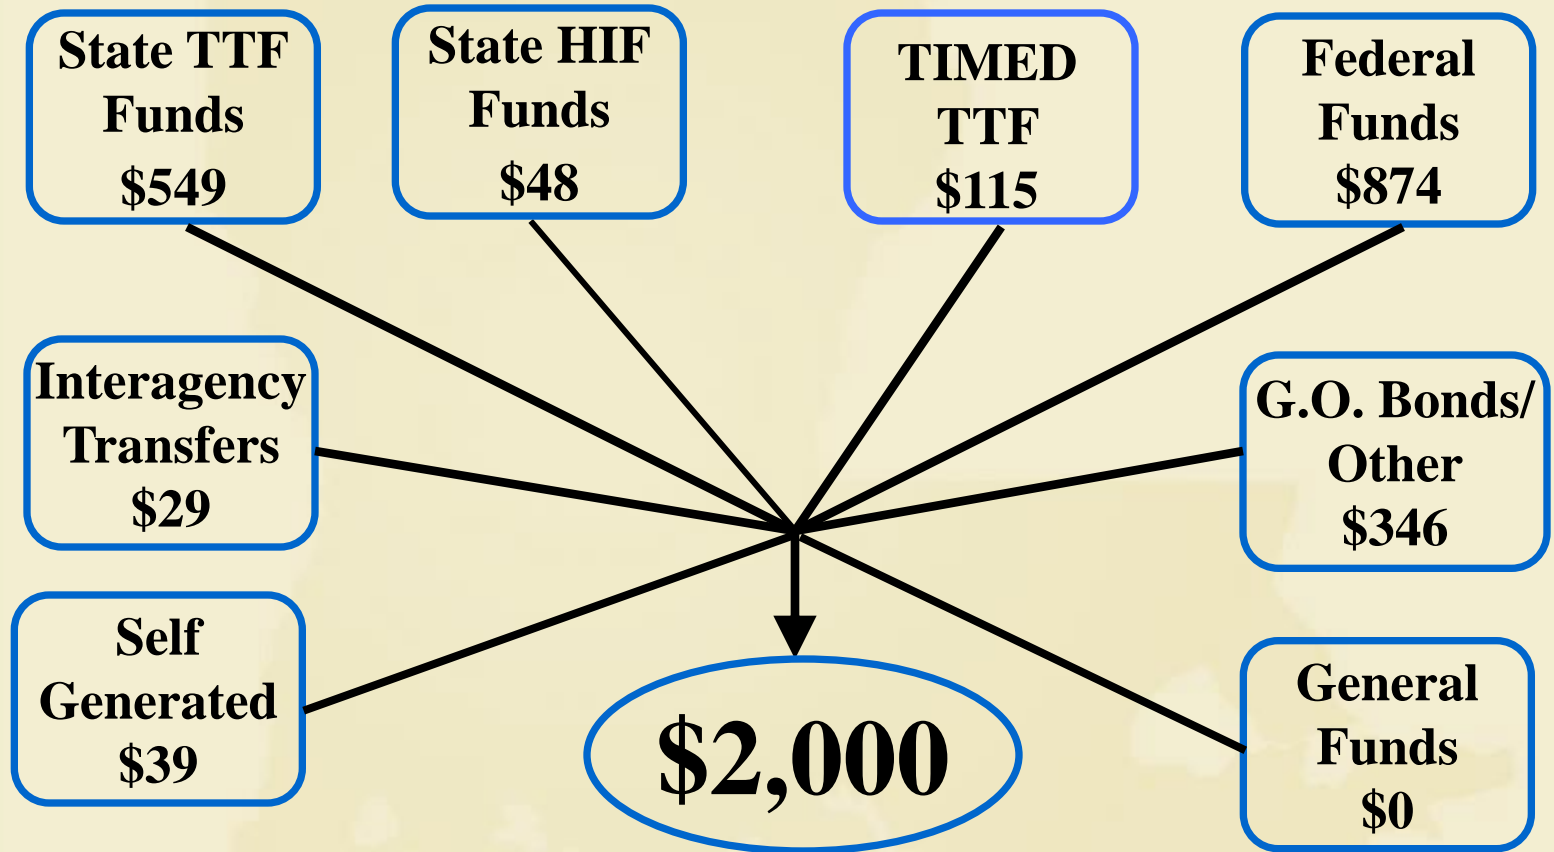 State TTF
Funds
$549
State HIF
Funds
$48
TIMED
TTF
$115
Federal
Funds
$874
Interagency
Transfers
$29
G.O. Bonds/
Other
$346
Self
Generated
$39
$2,000
General
Funds
$0